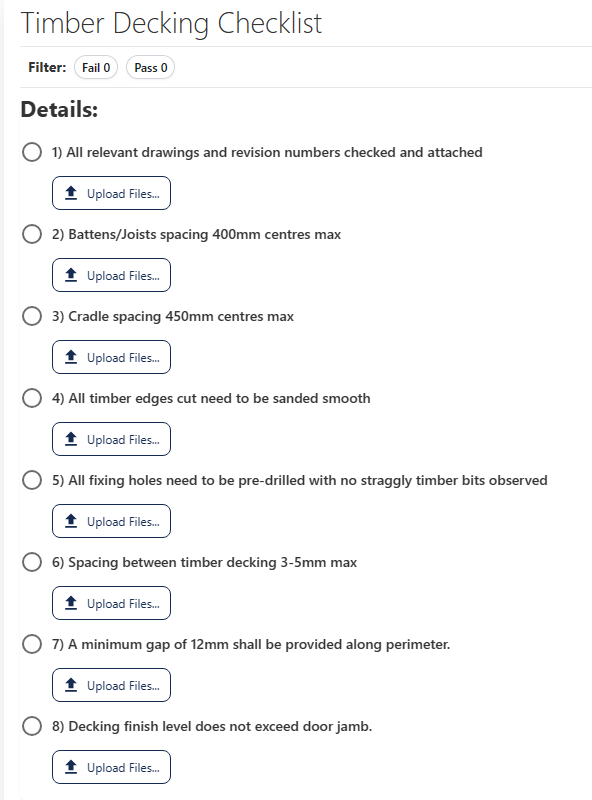 Timber Decking Checklist
Filter: Fail 0 Pass 0
Details:
1) All relevant drawings and revision numbers checked and attached
Upload Files...
2) Battens/Joists spacing 400mm centres max
Upload Files...
3) Cradle spacing 450mm centres max
Upload Files...
4) All timber edges cut need to be sanded smooth
Upload Files...
5) All fixing holes need to be pre-drilled with no straggly timber bits observed
Upload Files...
6) Spacing between timber decking 3-5mm max
Upload Files...
7) A minimum gap of 12mm shall be provided along perimeter.
Upload Files...
8) Decking finish level does not exceed door jamb.
Upload Files...